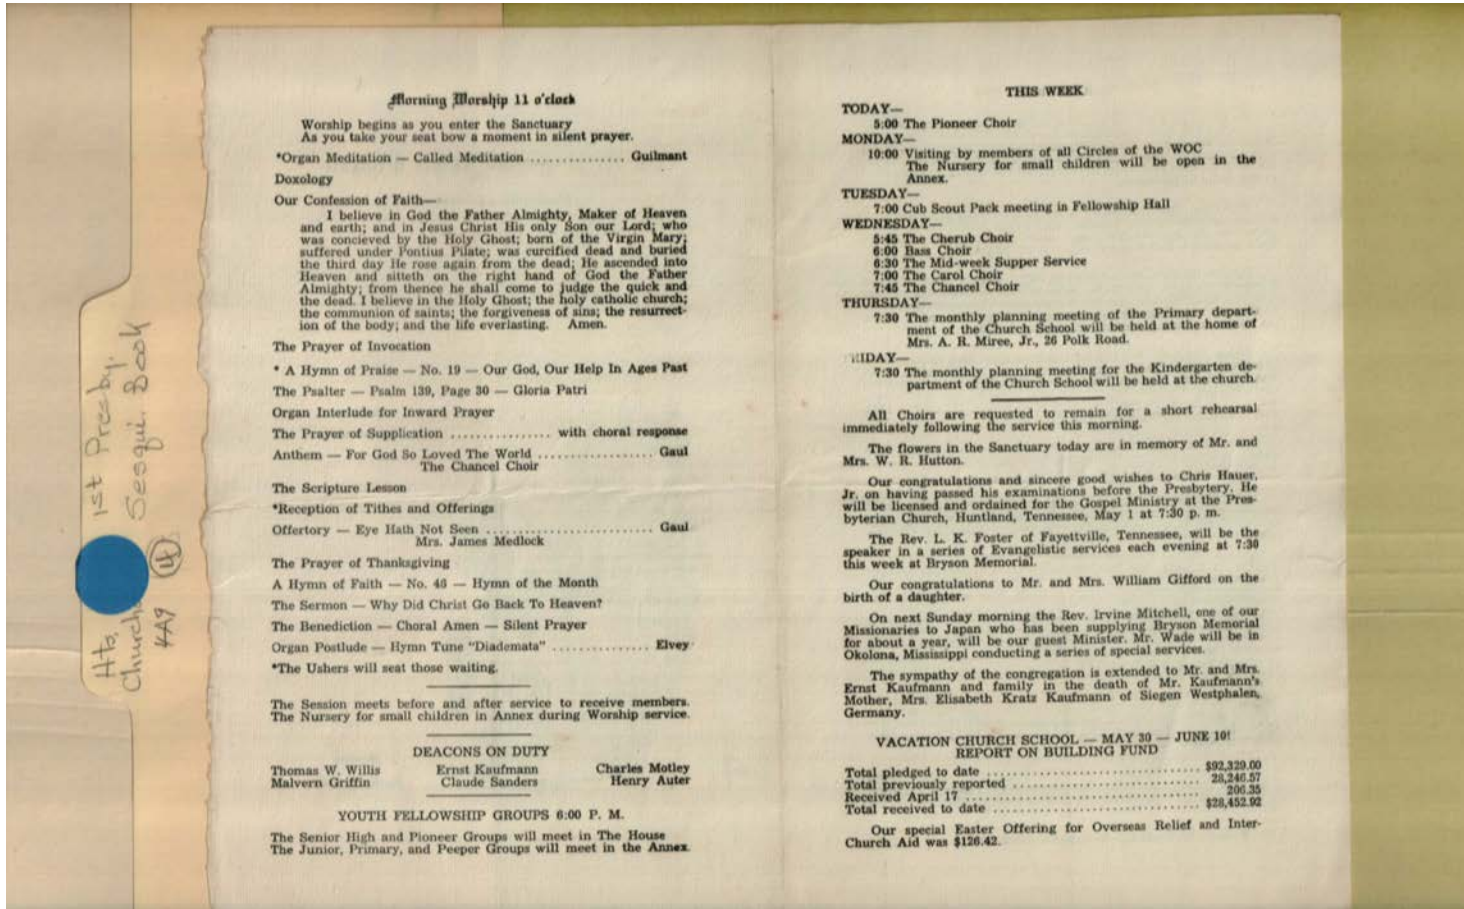 Hts, 1st Presby.
Churches Sesqui. Book
4A9 4
Morning Worship 11 o'clock
Worship begins as you enter the Sanctuary
As you take your seat bow a moment in silent prayer.
*Organ Meditation — Called Meditation .............. Guilmant
Doxology
Our Confession of Faith—
I believe in God the Father Almighty, Maker of Heaven
and earth; and in Jesus Christ His only Son our Lord; who
was concieved by the Holy Ghost; born of the Virgin Mary;
suffered under Pontius Pilate; was curcified dead and buried
the third day He rose again from the dead; He ascended into
Heaven and sitteth on the right hand of God the Father
Almighty; from thence he shall come to judge the quick and
the dead. I believe in the Holy Ghost; the holy catholic church;
the communion of saints; the forgiveness of sins; the resurrect-
ion of the body; and the life everlasting. Amen.
The Prayer of Invocation
* A Hymn of Praise — No. 19 — Our God, Our Help In Ages Past
The Psalter — Psalm 139, Page 30 — Gloria Patri
Organ Interlude for Inward Prayer
The Prayer of Supplication ............... with choral response
Anthem — For God So Loved The World ................. Gaul
The Chancel Choir
The Scripture Lesson
*Reception of Tithes and Offerings
Offertory — Eye Hath Not Seen ......................... Gaul
Mrs. James Medlock
The Prayer of Thanksgiving
A Hymn of Faith — No. 40 — Hymn of the Month
The Sermon — Why Did Christ Go Back To Heaven?
The Benediction — Choral Amen — Silent Prayer
Organ Postlude — Hymn Tune "Diademata" ............... Elvey
*The Ushers will seat those waiting.
The Session meets before and after service to receive members.
The Nursery for small children in Annex during Worship service.
DEACONS ON DUTY
Thomas W. Willis Ernst Kaufmann Charles Motley
Malvern Griffin Claude Sanders Henry Auter
YOUTH FELLOWSHIP GROUPS 6:00 P. M.
The Senior High and Pioneer Groups will meet in The House
The Junior, Primary, and Peeper Groups will meet in the Annex.
THIS WEEK
TODAY—
5:00 The Pioneer Choir
MONDAY—
10:00 Visiting by members of all Circles of the WOC
The Nursery for small children will be open in the
Annex.
TUESDAY—
7:00 Cub Scout Pack meeting in Fellowship Hall
WEDNESDAY—
5:45 The Cherub Choir
6:00 Bass Choir
6:30 The Mid-week Supper Service
7:00 The Carol Choir
7:45 The Chancel Choir
THURSDAY—
7:30 The monthly planning meeting of the Primary depart-
ment of the Church School will be held at the home of
Mrs. A. R. Miree, Jr., 26 Polk Road.
FRIDAY—
7:30 The monthly planning meeting for the Kindergarten de-
partment of the Church School will be held at the church.
All Choirs are requested to remain for a short rehearsal
immediately following the service this morning.
The flowers in the Sanctuary today are in memory of Mr. and
Mrs. W. R. Hutton.
Our congratulations and sincere good wishes to Chris Hauer,
Jr. on having passed his examinations before the Presbytery. He
will be licensed and ordained for the Gospel Ministry at the Pres-
byterian Church, Huntland, Tennessee, May 1 at 7:30 p. m.
The Rev. L. K. Foster of Fayettville, Tennessee, will be the
speaker in a series of Evangelistic services each evening at 7:30
this week at Bryson Memorial.
Our congratulations to Mr. and Mrs. William Gifford on the
birth of a daughter.
On next Sunday morning the Rev. Irvine Mitchell, one of our
Missionaries to Japan who has been supplying Bryson Memorial
for about a year, will be our guest Minister. Mr. Wade will be in
Okolona, Mississippi conducting a series of special services.
The sympathy of the congregation is extended to Mr. and Mrs.
Ernst Kaufmann and family in the death of Mr. Kaufmann's
Mother, Mrs. Elisabeth Kratz Kaufmann of Siegen Westphalen,
Germany.
VACATION CHURCH SCHOOL — MAY 30 — JUNE 10!
REPORT ON BUILDING FUND
Total pledged to date .................................. $92,329.00
Total previously reported .............................. 28,246.57
Received April 17 ...................................... 206.35
Total received to date ................................. $28,452.92
Our special Easter Offering for Overseas Relief and Inter-
Church Aid was $126.42.